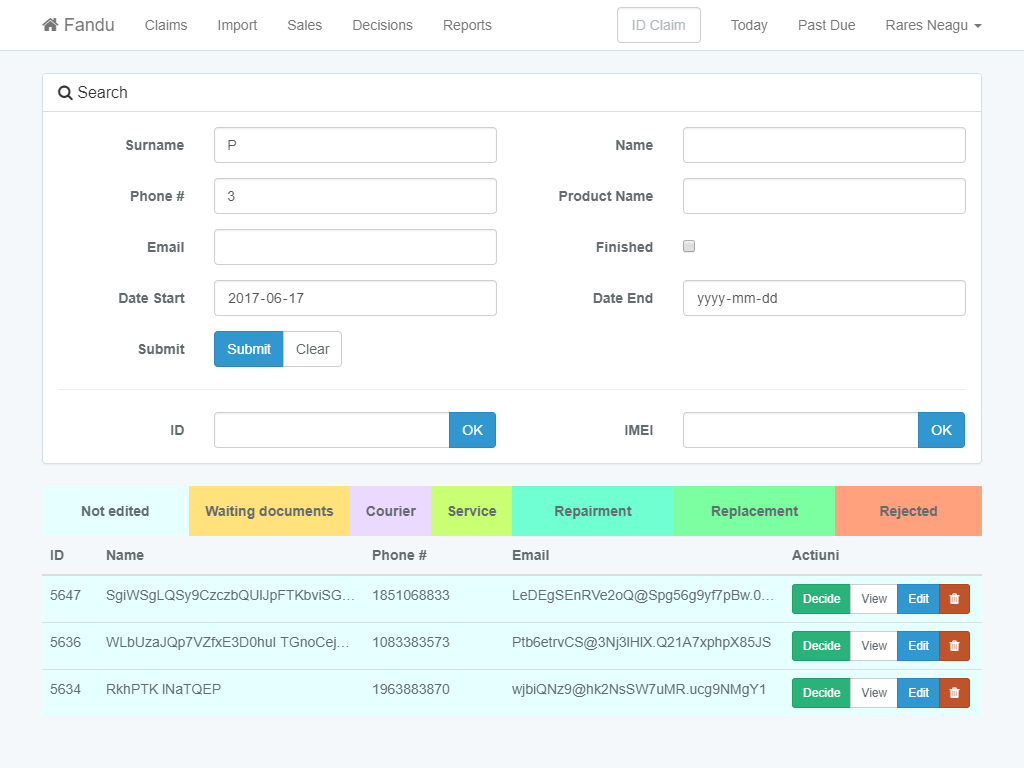 Fandu Claims Import Sales Decisions Reports ID Claim Today Past Due Rares Neagu
Search
Surname P Name
Phone # 3 Product Name
Email Finished
Date Start 2017-06-17 Date End yyyy-mm-dd
Submit Submit Clear
ID OK IMEI OK
Not edited Waiting documents Courier Service Repairment Replacement Rejected
ID Name Phone # Email Actiuni
5647 SgiWSgLQSy9CzczbQUIJpFTKbviSG... 1851068833 LeDEgSEnRVe2oQ@Spg56g9yf7pBw.0... Decide View Edit
5636 WLbUzaJQp7VZfxE3D0huI TGnoCej... 1083383573 Ptb6etrvCS@3Nj3lHIX.Q21A7xphpX85JS Decide View Edit
5634 RkhPTK INaTQEP 1963883870 wjbiQNz9@hk2NsSW7uMR.ucg9NMgY1 Decide View Edit